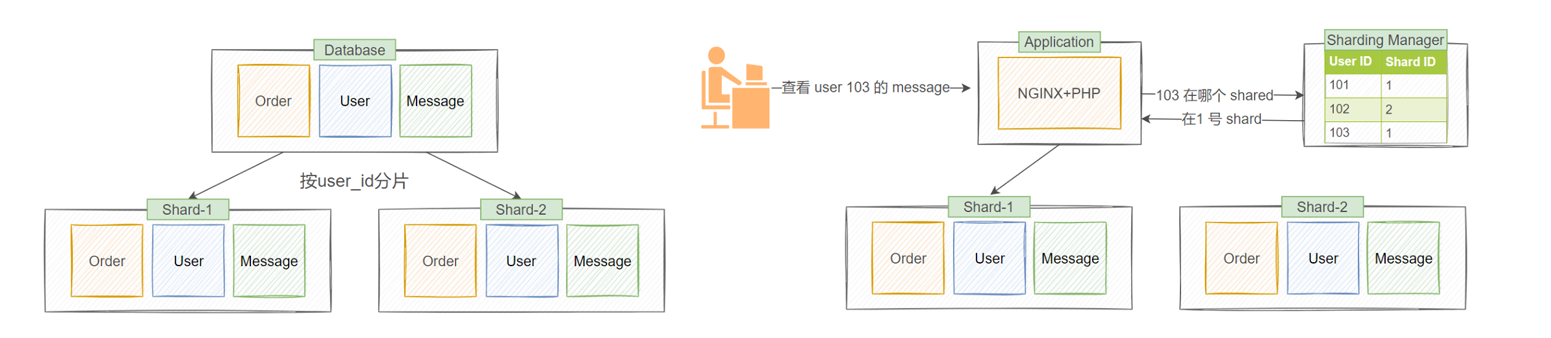 Database
Order
User
Message
按user_id分片
Shard-1
Order
User
Message
Shard-2
Order
User
Message
查看 user 103 的 message
Application
NGINX+PHP
103 在哪个 shared
在1 号 shard
Sharding Manager
User ID Shard ID
101 1
102 2
103 1
Shard-1
Order
User
Message
Shard-2
Order
User
Message